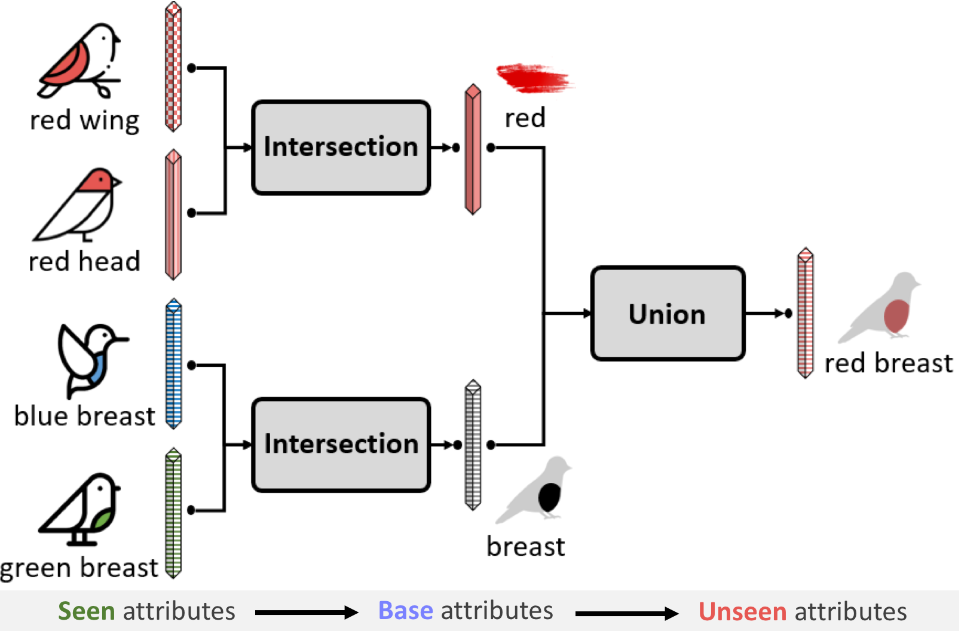 red wing
red head
blue breast
green breast
Intersection
Intersection
red
breast
Union
red breast
Seen attributes
Base attributes
Unseen attributes